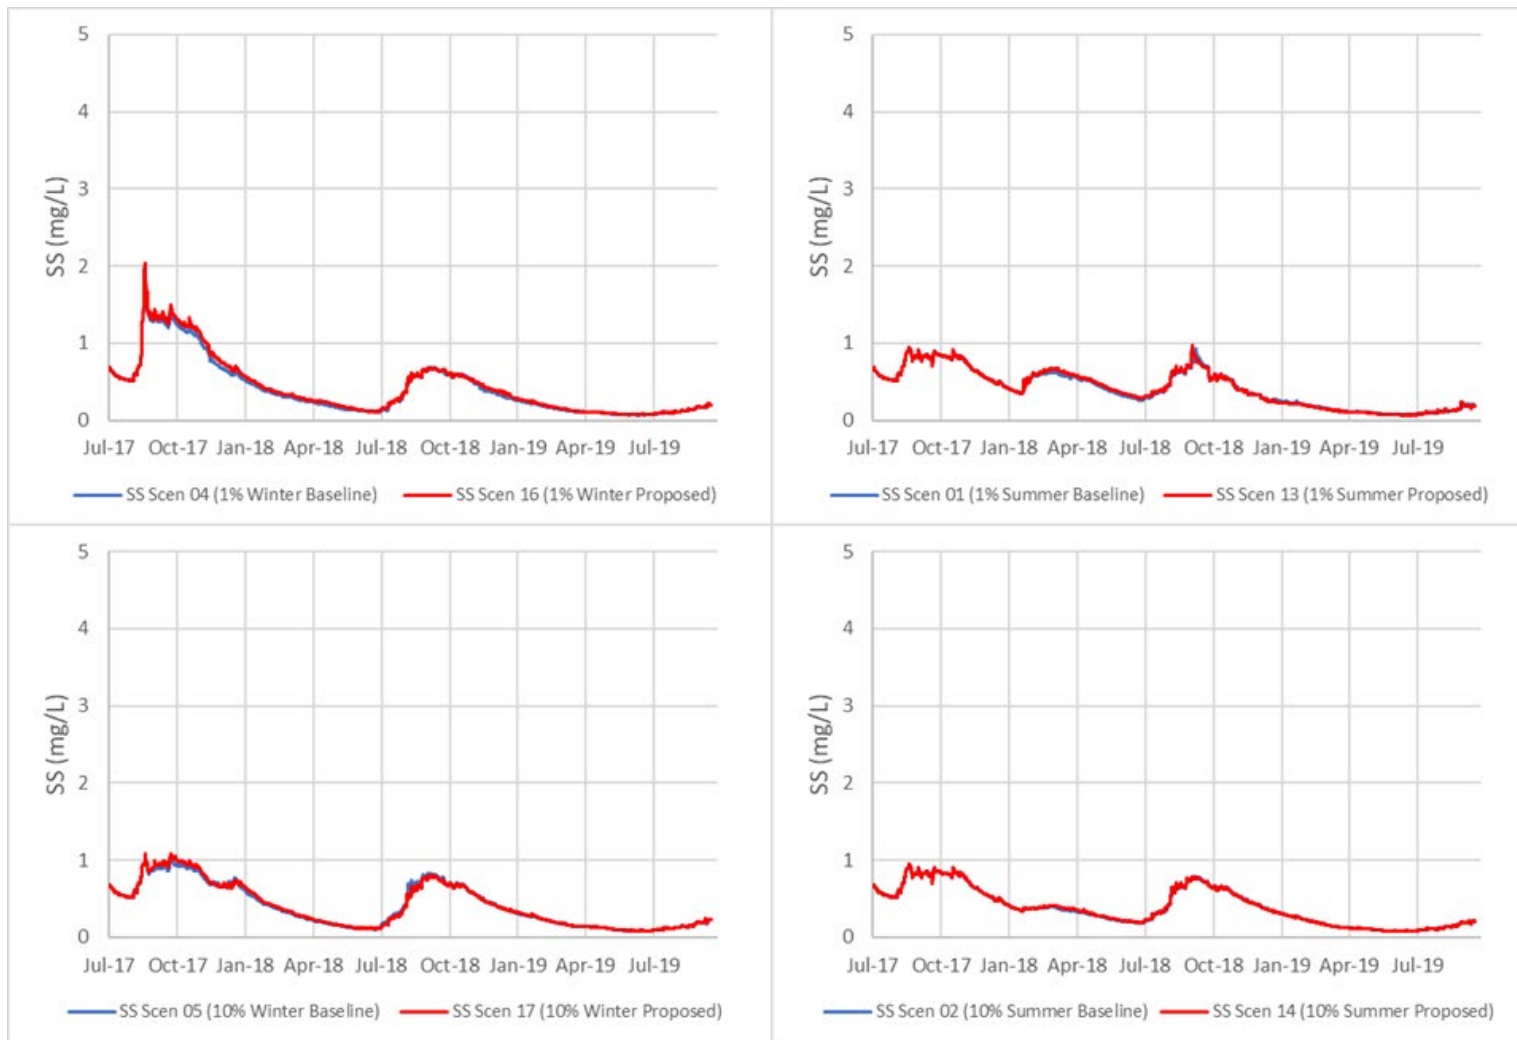 5
4
3
2
1
0
SS (mg/L)
Jul-17 Oct-17 Jan-18 Apr-18 Jul-18 Oct-18 Jan-19 Apr-19 Jul-19
SS Scen 04 (1% Winter Baseline) SS Scen 16 (1% Winter Proposed)
5
4
3
2
1
0
SS (mg/L)
Jul-17 Oct-17 Jan-18 Apr-18 Jul-18 Oct-18 Jan-19 Apr-19 Jul-19
SS Scen 01 (1% Summer Baseline) SS Scen 13 (1% Summer Proposed)
5
4
3
2
1
0
SS (mg/L)
Jul-17 Oct-17 Jan-18 Apr-18 Jul-18 Oct-18 Jan-19 Apr-19 Jul-19
SS Scen 05 (10% Winter Baseline) SS Scen 17 (10% Winter Proposed)
5
4
3
2
1
0
SS (mg/L)
Jul-17 Oct-17 Jan-18 Apr-18 Jul-18 Oct-18 Jan-19 Apr-19 Jul-19
SS Scen 02 (10% Summer Baseline) SS Scen 14 (10% Summer Proposed)